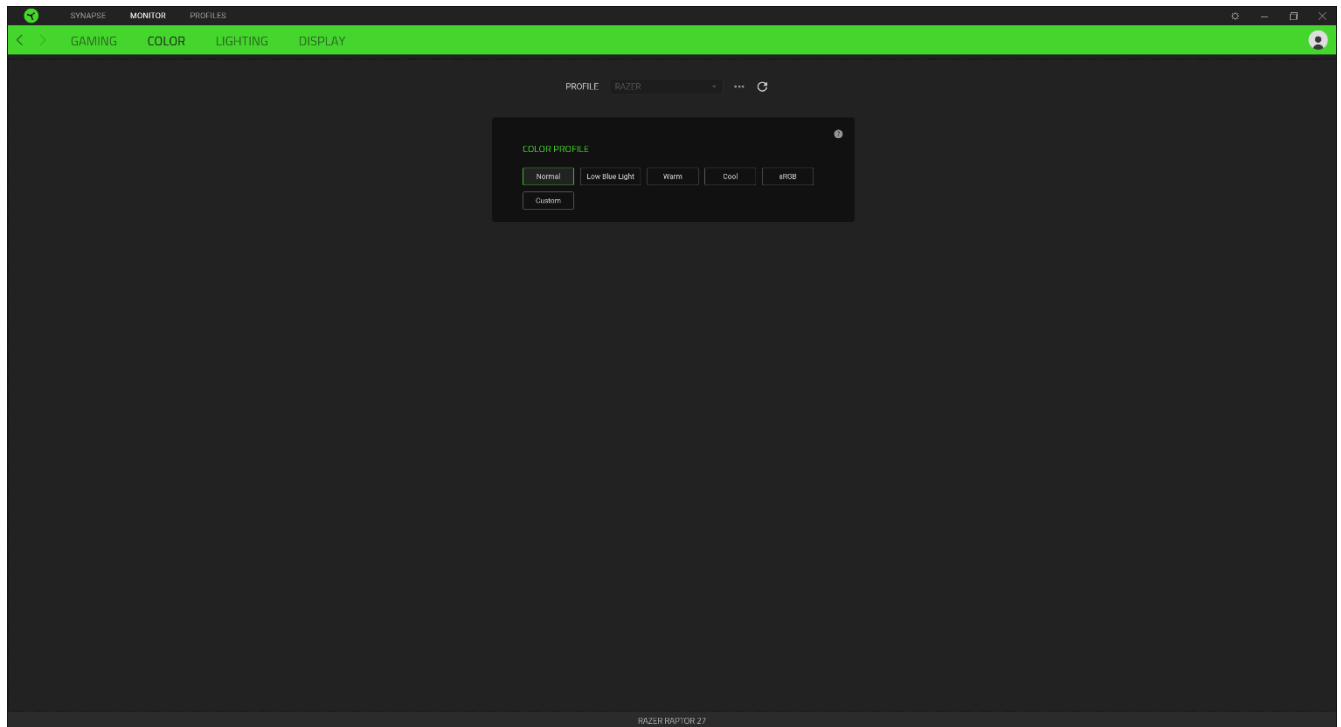 SYNAPSE MONITOR PROFILES
GAMING COLOR LIGHTING DISPLAY
PROFILE RAZER
COLOR PROFILE
Normal Low Blue Light Warm Cool sRGB
Custom
RAZER RAPTOR 27